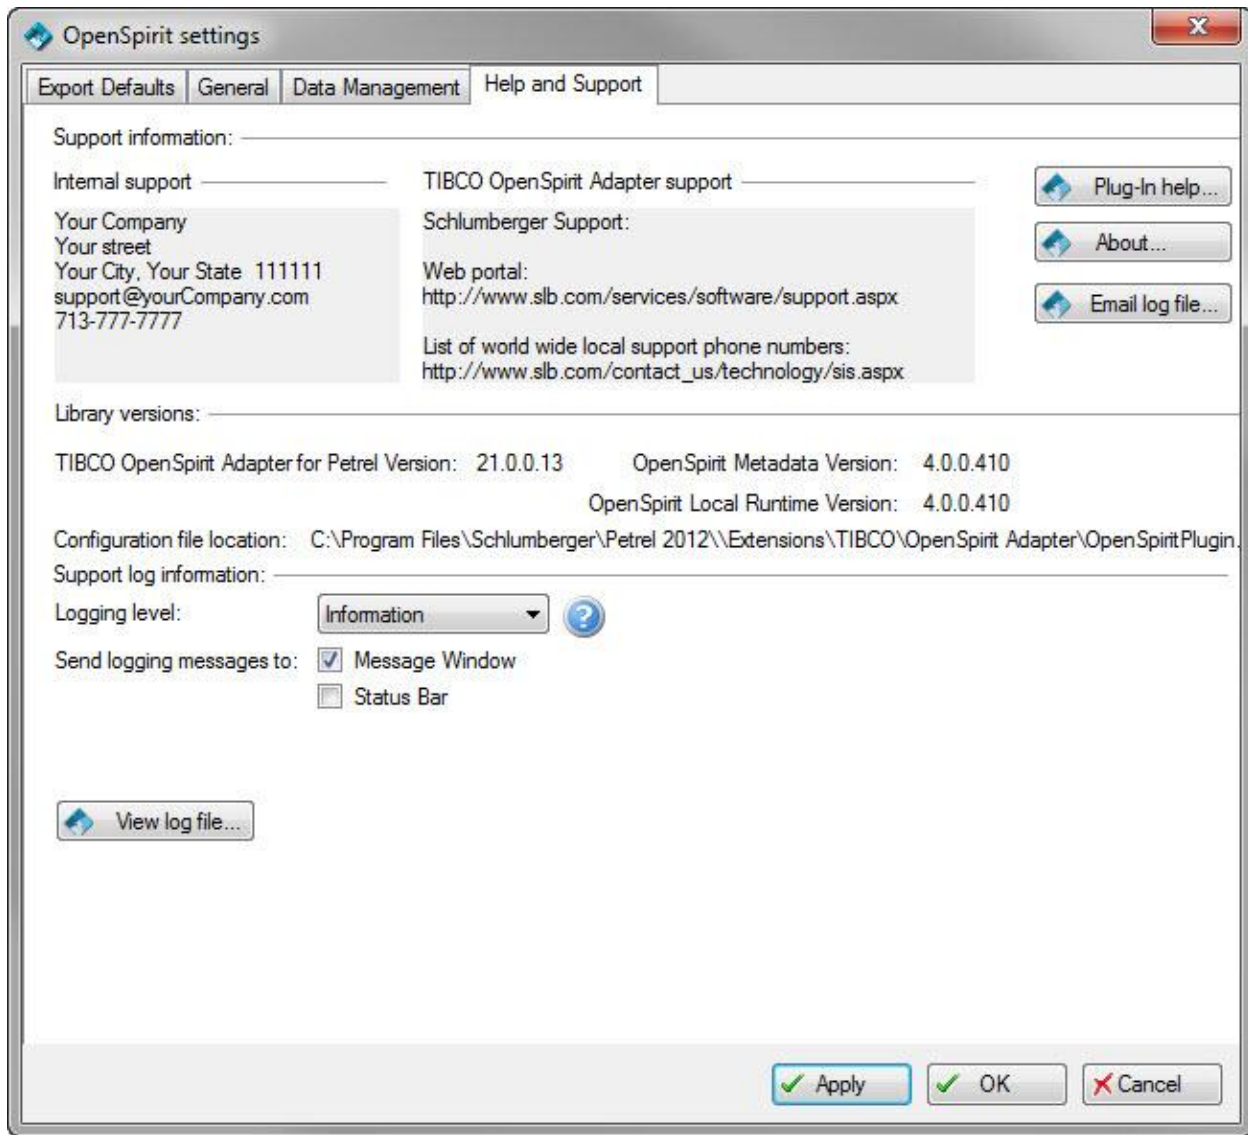 OpenSpirit settings
X
Export Defaults General Data Management Help and Support
Support information:
Internal support
Your Company
Your street
Your City, Your State 111111
support@yourCompany.com
713-777-7777
TIBCO OpenSpirit Adapter support
Schlumberger Support:
Web portal:
http://www.slb.com/services/software/support.aspx
List of world wide local support phone numbers:
http://www.slb.com/contact_us/technology/sis.aspx
Plug-In help...
About...
Email log file...
Library versions:
TIBCO OpenSpirit Adapter for Petrel Version: 21.0.0.13 OpenSpirit Metadata Version: 4.0.0.410
OpenSpirit Local Runtime Version: 4.0.0.410
Configuration file location: C:\Program Files\Schlumberger\Petrel 2012\\Extensions\TIBCO\OpenSpirit Adapter\OpenSpiritPlugin.
Support log information:
Logging level: Information ?
Send logging messages to: Message Window
Status Bar
View log file...
Apply OK Cancel